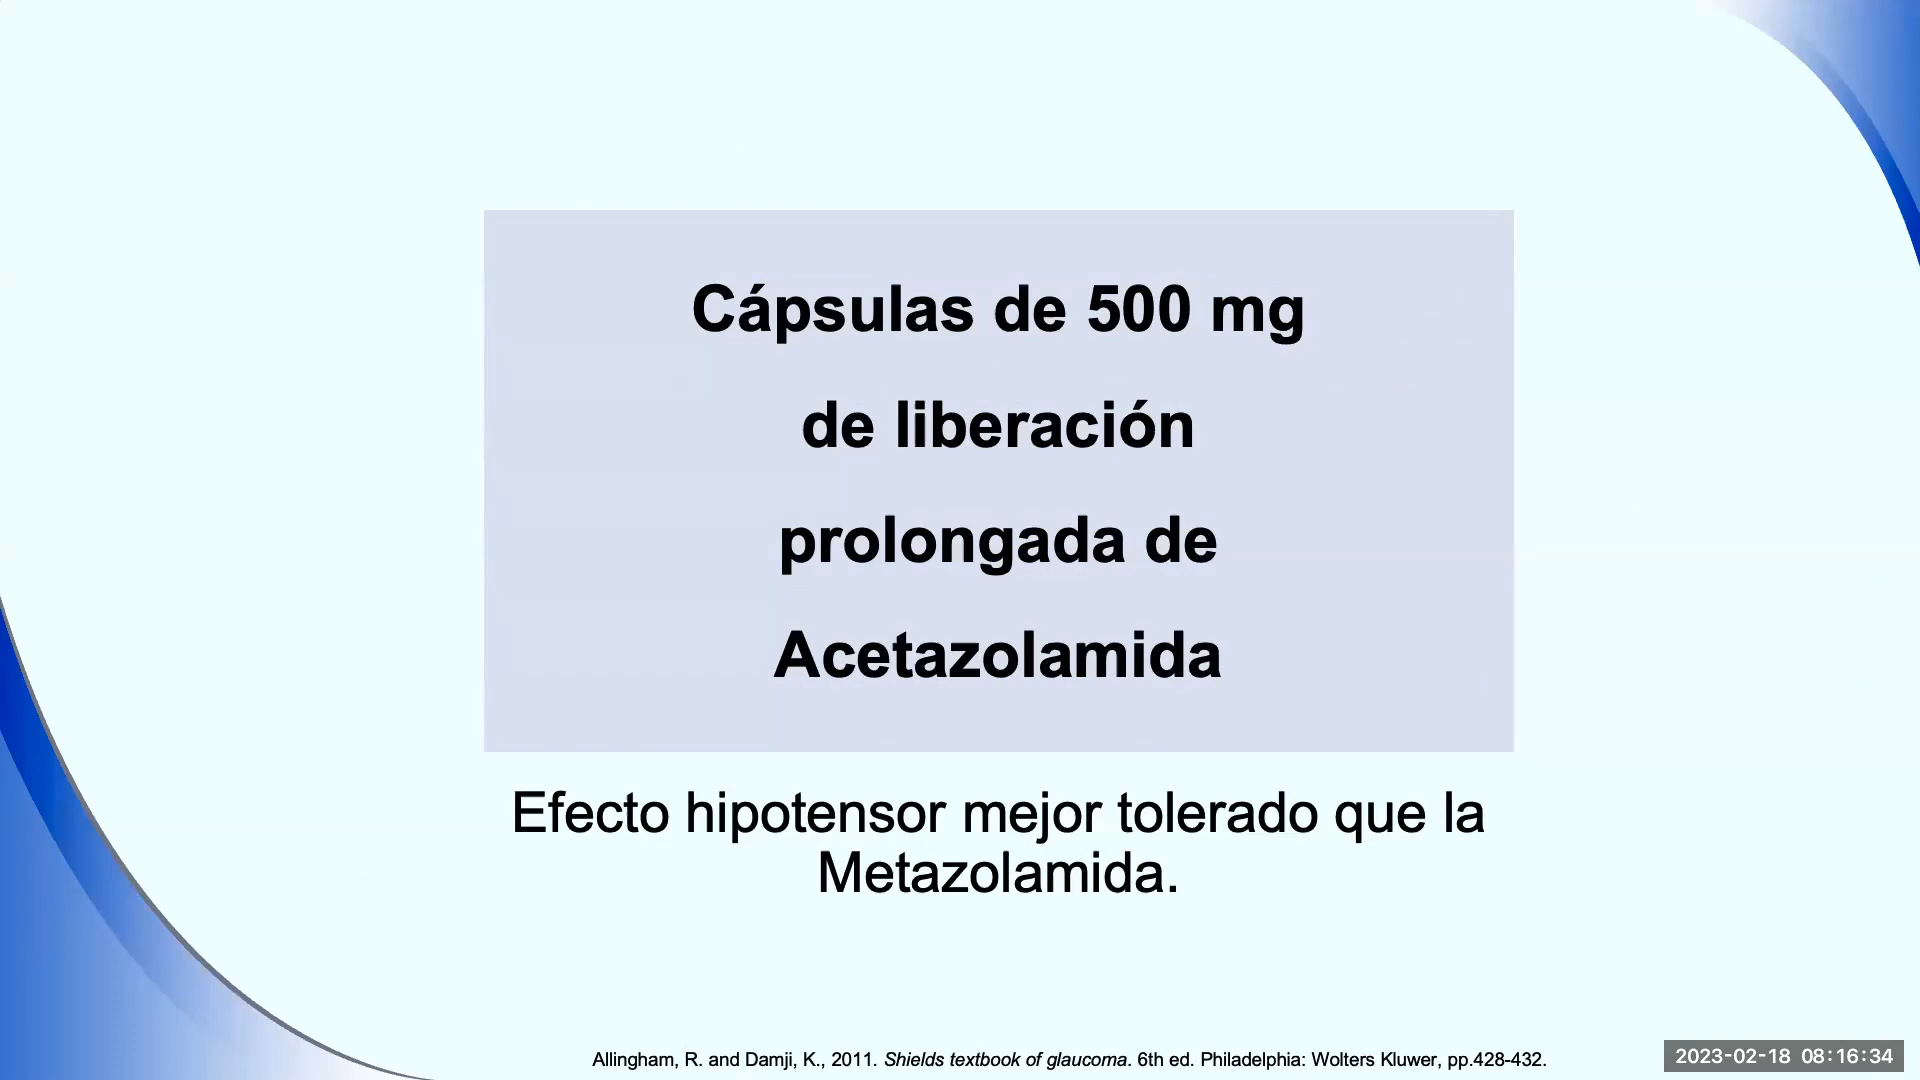 Cápsulas de 500 mg
de liberación
prolongada de
Acetazolamida
Efecto hipotensor mejor tolerado que la
Metazolamida.
Allingham, R. and Damji, K., 2011. Shields textbook of glaucoma. 6th ed. Philadelphia: Wolters Kluwer, pp.428-432.
2023-02-18 08:16:34